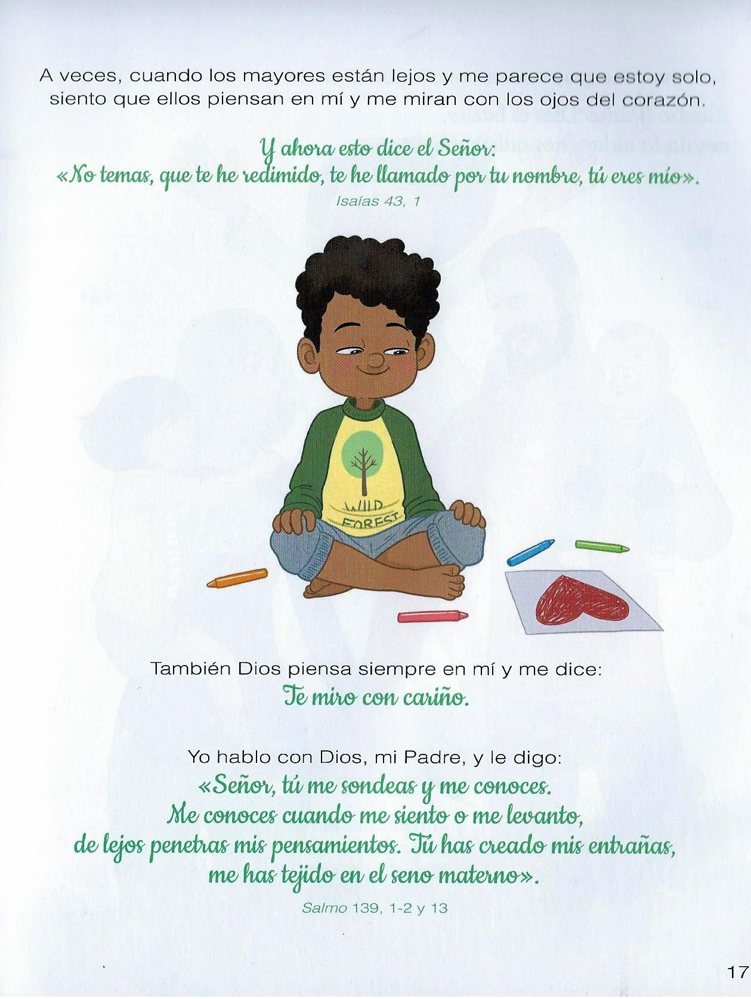 A veces, cuando los mayores están lejos y me parece que estoy solo,
siento que ellos piensan en mí y me miran con los ojos del corazón.
Y ahora esto dice el Señor:
«No temas, que te he redimido, te he llamado por tu nombre, tú eres mío».
Isaías 43, 1
WILD
FOREST
También Dios piensa siempre en mí y me dice:
Te miro con cariño.
Yo hablo con Dios, mi Padre, y le digo:
«Señor, tú me sondeas y me conoces.
Me conoces cuando me siento o me levanto,
de lejos penetras mis pensamientos. Tú has creado mis entrañas,
me has tejido en el seno materno».
Salmo 139, 1-2 y 13
17